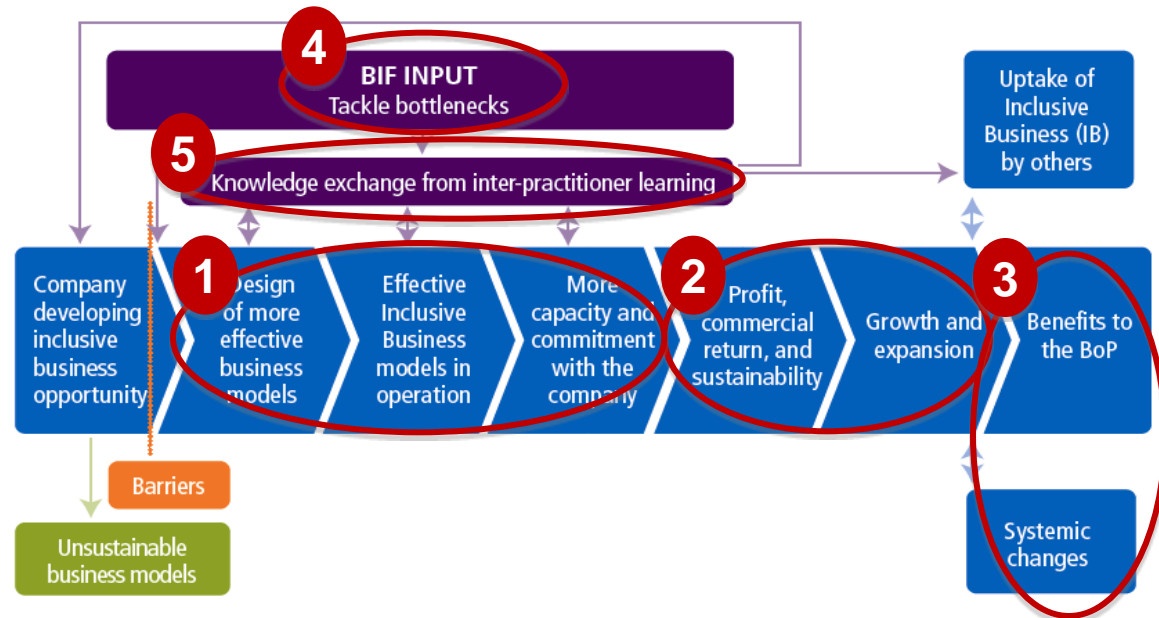 4
BIF INPUT
Tackle bottlenecks
Uptake of
Inclusive
Business (IB)
by others
5
Knowledge exchange from inter-practitioner learning
Company
developing
inclusive
business
opportunity
1
Design
of more
effective
business
models
Effective
Inclusive
Business
models in
operation
More
capacity and
commitment
with the
company
2
Profit,
commercial
return, and
sustainability
Growth and
expansion
3
Benefits to
the BoP
Barriers
Unsustainable
business models
Systemic
changes